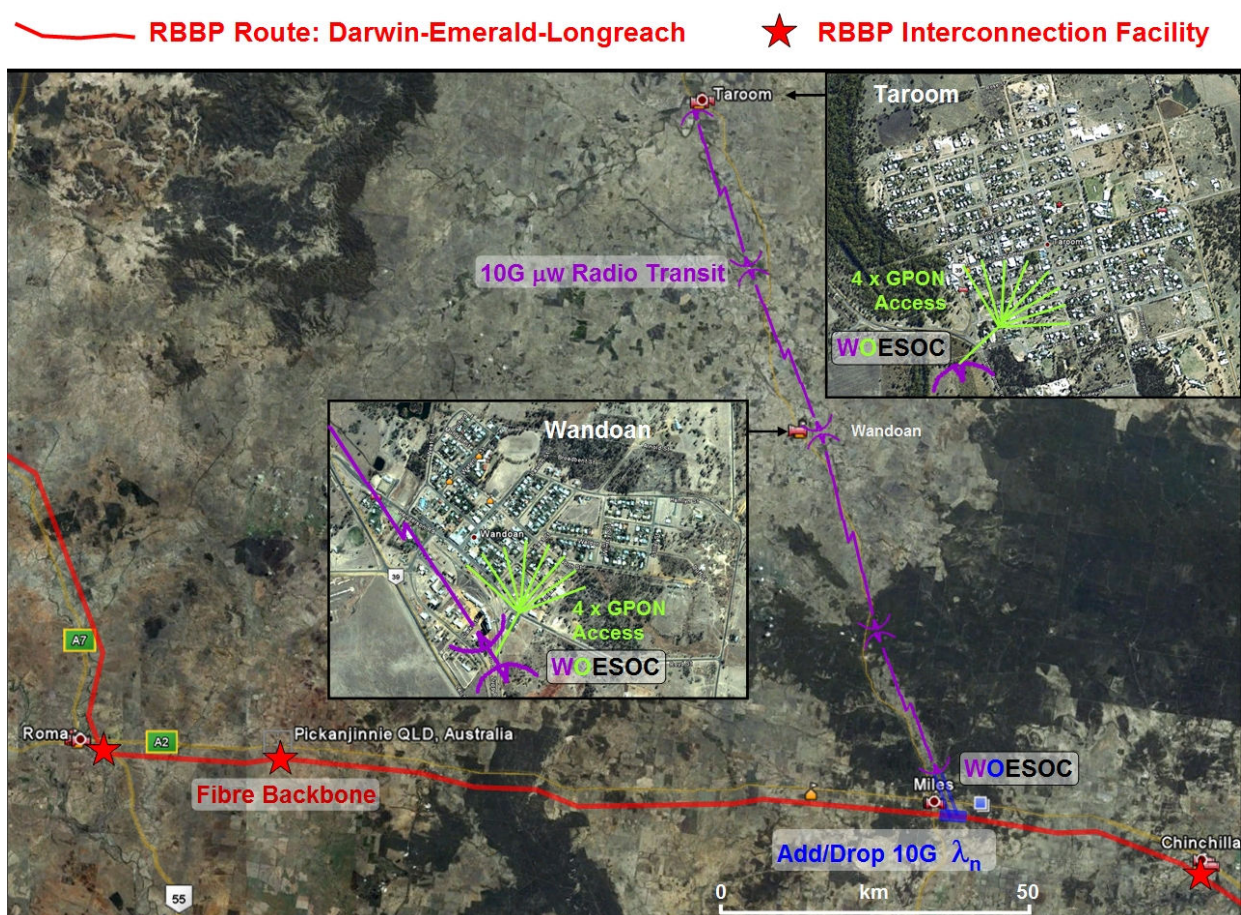 RBBP Route: Darwin-Emerald-Longreach
RBBP Interconnection Facility
Taroom
Taroom
Taroom
10G µw Radio Transit
4 x GPON
Access
WOESOC
Wandoan
Wandoan
Wandoan
39
4 x GPON
Access
WOESOC
A7
Roma
A2
Pickanjinnie QLD, Australia
Fibre Backbone
WOESOC
Miles
Add/Drop 10G λn
Chinchilla
55
0 km 50